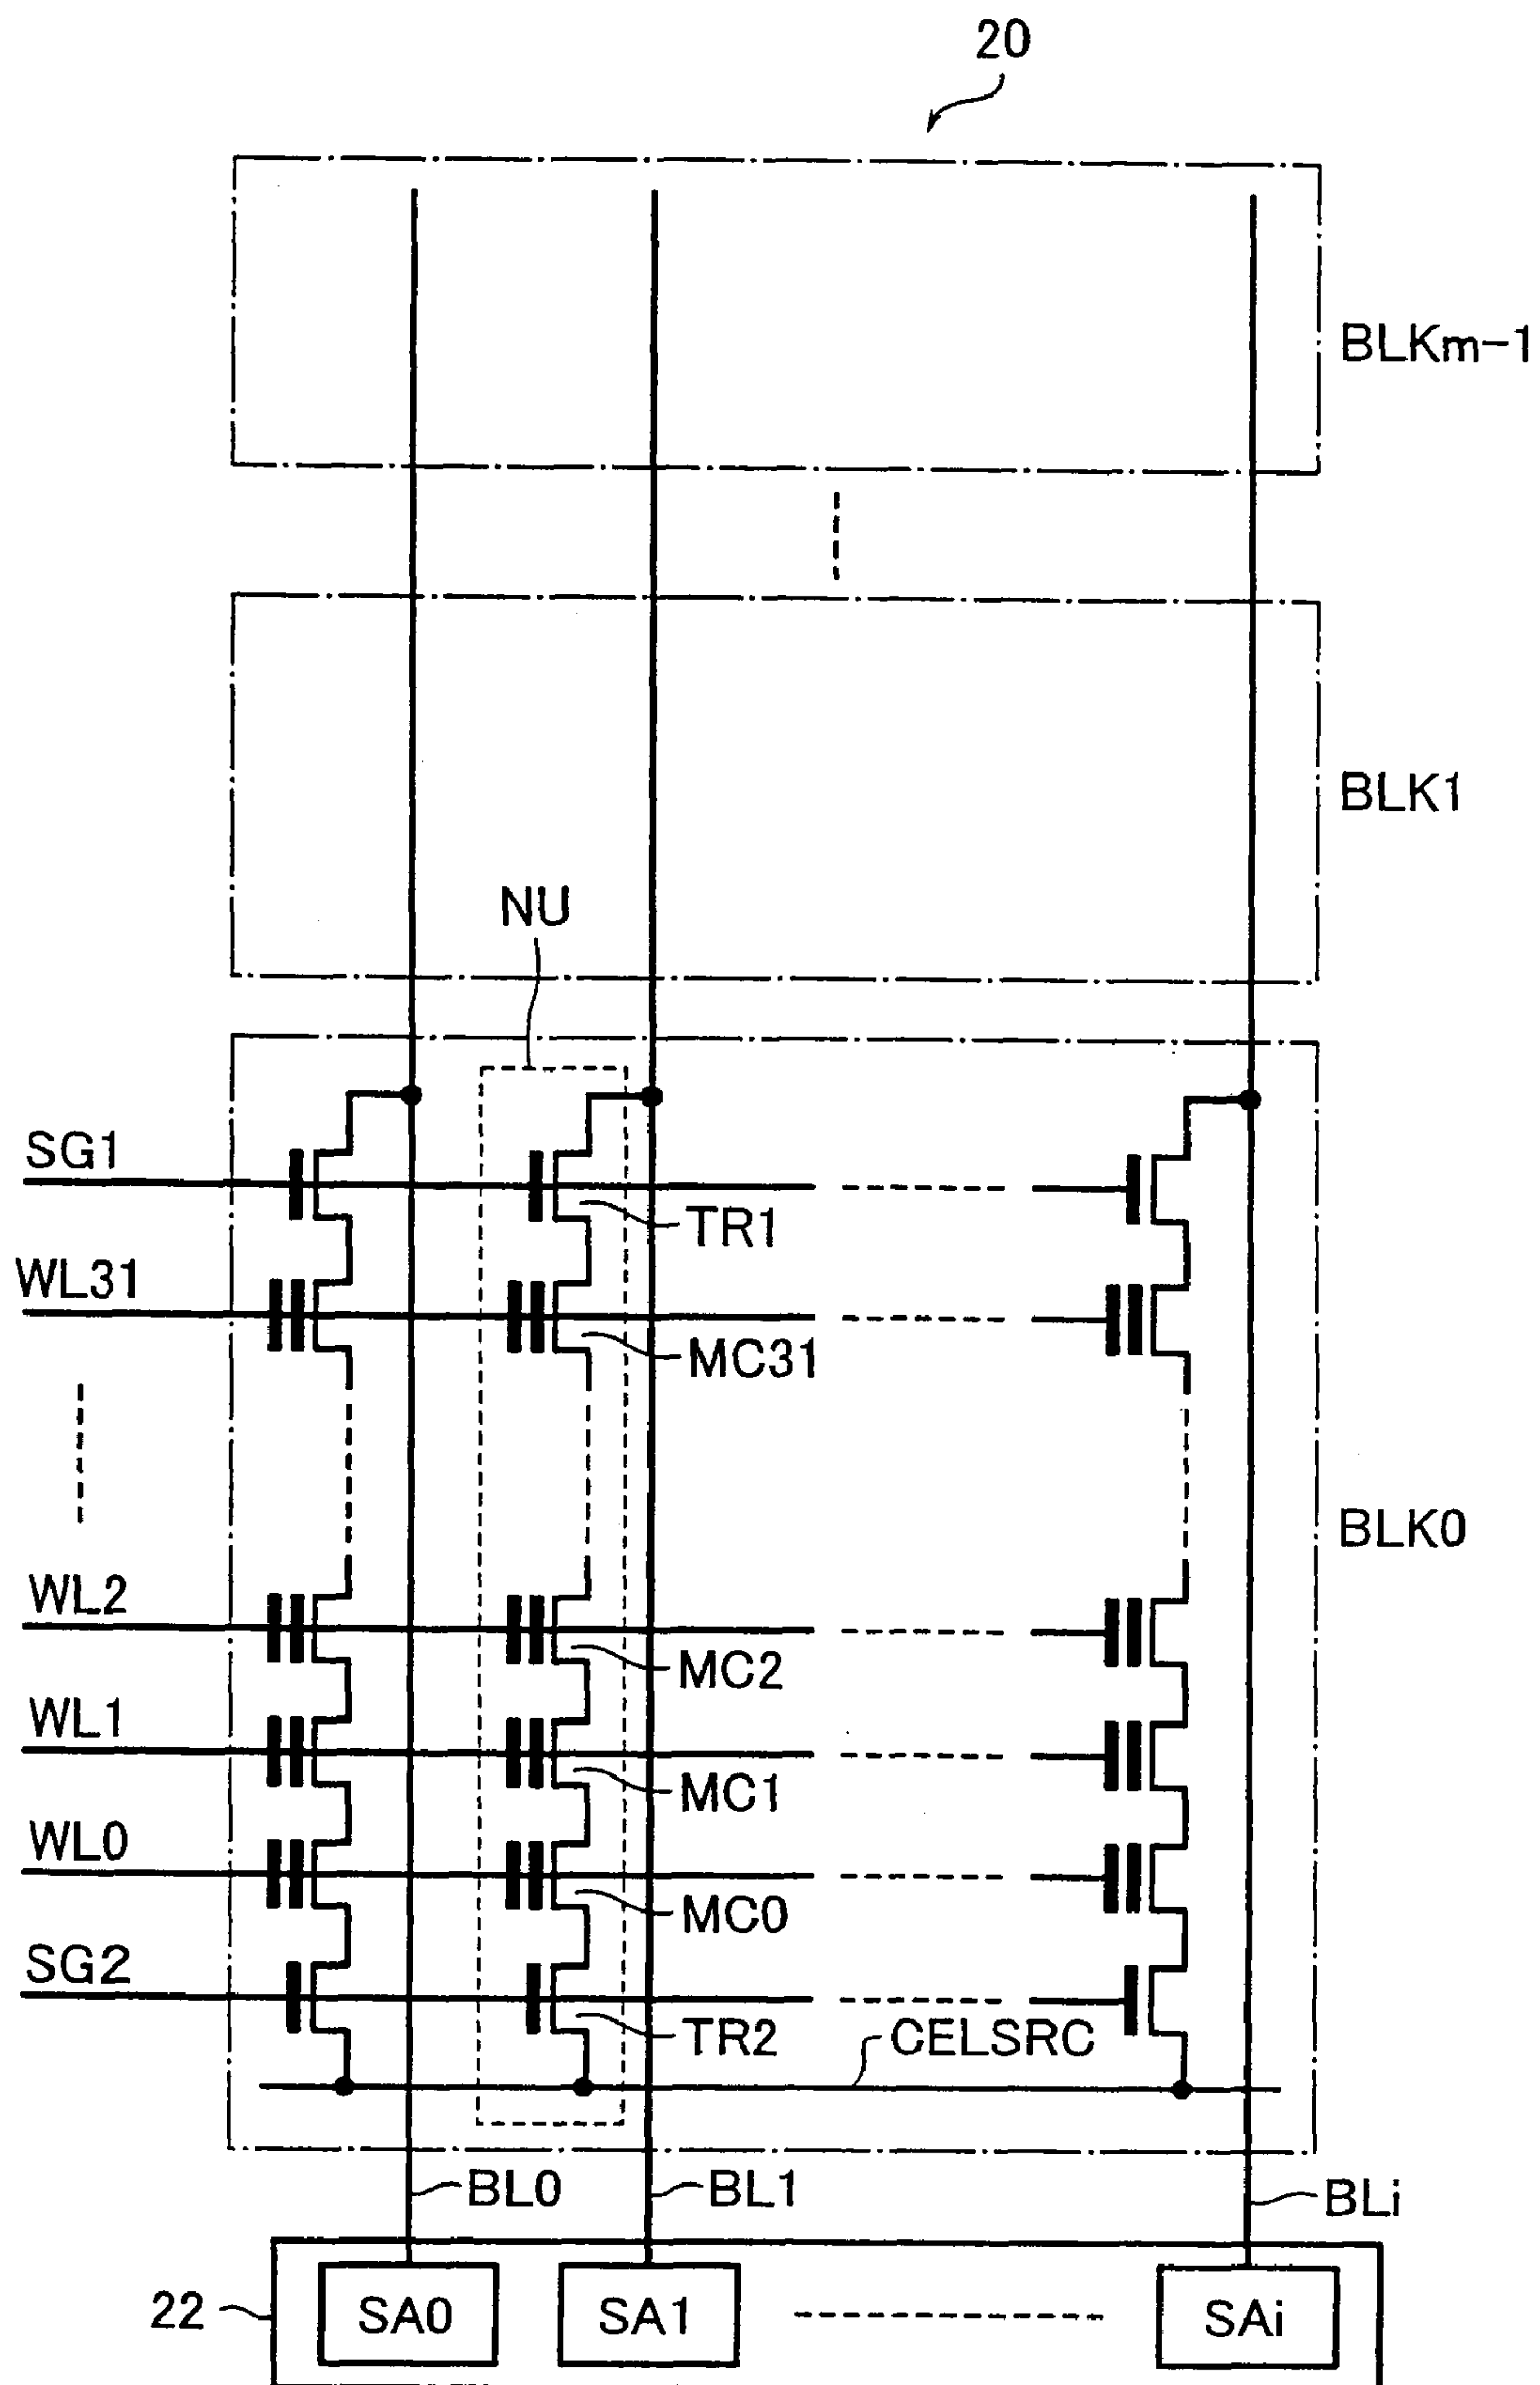 20
BLKm-1
BLK1
NU
SG1
TR1
WL31
MC31
BLK0
WL2
MC2
WL1
MC1
WL0
MC0
SG2
TR2
CELSRC
BL0
BL1
BLi
22
SA0
SA1
SAi